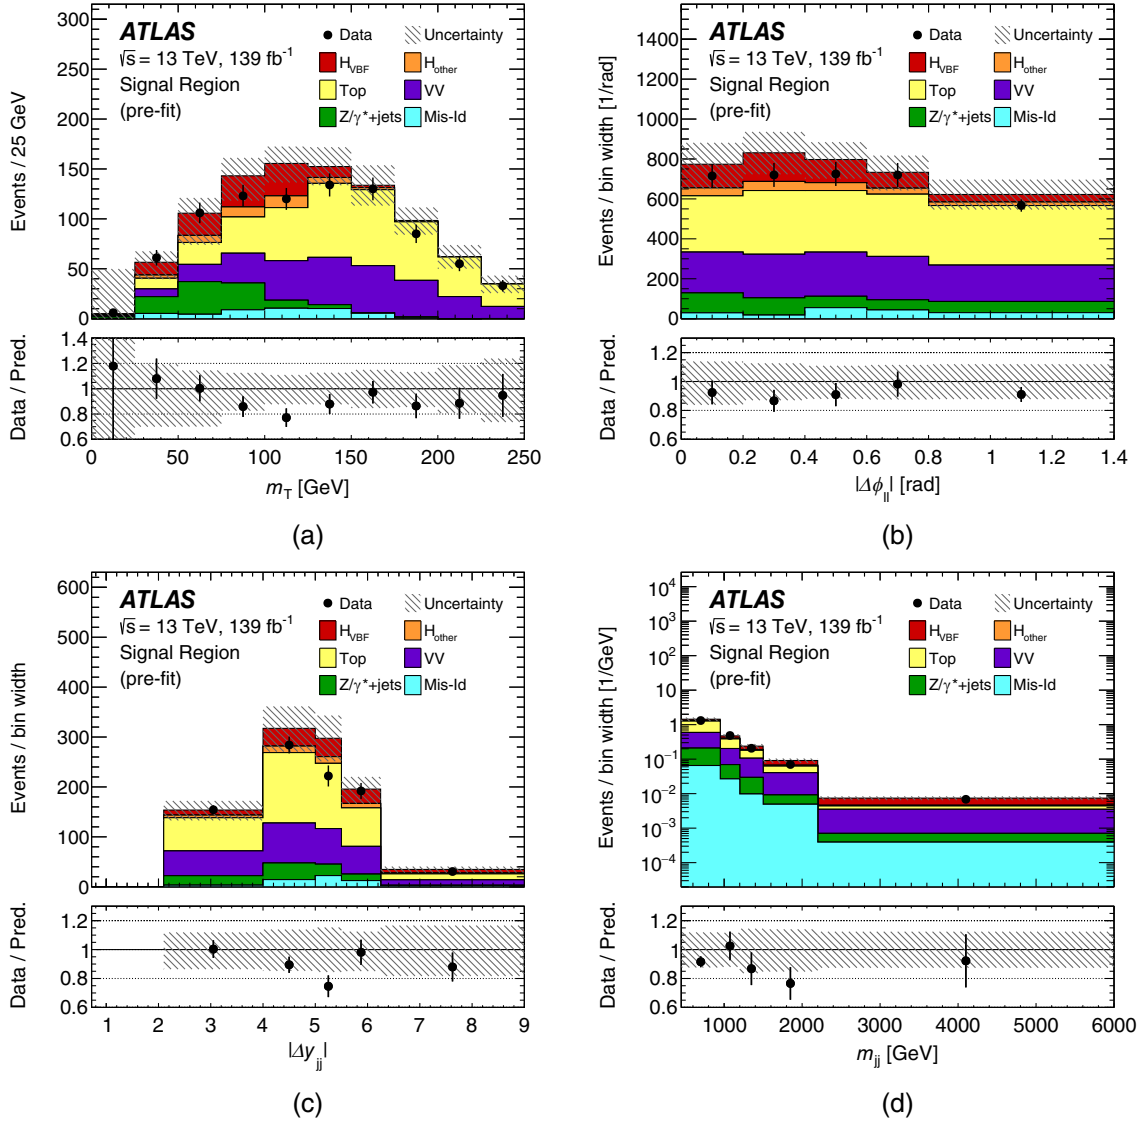 ATLAS
√s = 13 TeV, 139 fb⁻¹
Signal Region
(pre-fit)
Data
Uncertainty
H_VBF
H_other
Top
VV
Z/γ*+jets
Mis-Id
Events / 25 GeV
300
250
200
150
100
50
0
Data / Pred.
1.4
1.2
1
0.8
0.6
0 50 100 150 200 250
m_T [GeV]
(a)
ATLAS
√s = 13 TeV, 139 fb⁻¹
Signal Region
(pre-fit)
Data
Uncertainty
H_VBF
H_other
Top
VV
Z/γ*+jets
Mis-Id
Events / bin width [1/rad]
1400
1200
1000
800
600
400
200
0
Data / Pred.
1.2
1
0.8
0.6
0 0.2 0.4 0.6 0.8 1 1.2 1.4
|Δϕ_ll| [rad]
(b)
ATLAS
√s = 13 TeV, 139 fb⁻¹
Signal Region
(pre-fit)
Data
Uncertainty
H_VBF
H_other
Top
VV
Z/γ*+jets
Mis-Id
Events / bin width
600
500
400
300
200
100
0
Data / Pred.
1.2
1
0.8
0.6
1 2 3 4 5 6 7 8 9
|Δy_jj|
(c)
ATLAS
√s = 13 TeV, 139 fb⁻¹
Signal Region
(pre-fit)
Data
Uncertainty
H_VBF
H_other
Top
VV
Z/γ*+jets
Mis-Id
Events / bin width [1/GeV]
10⁴
10³
10²
10
1
10⁻¹
10⁻²
10⁻³
10⁻⁴
Data / Pred.
1.2
1
0.8
0.6
1000 2000 3000 4000 5000 6000
m_jj [GeV]
(d)